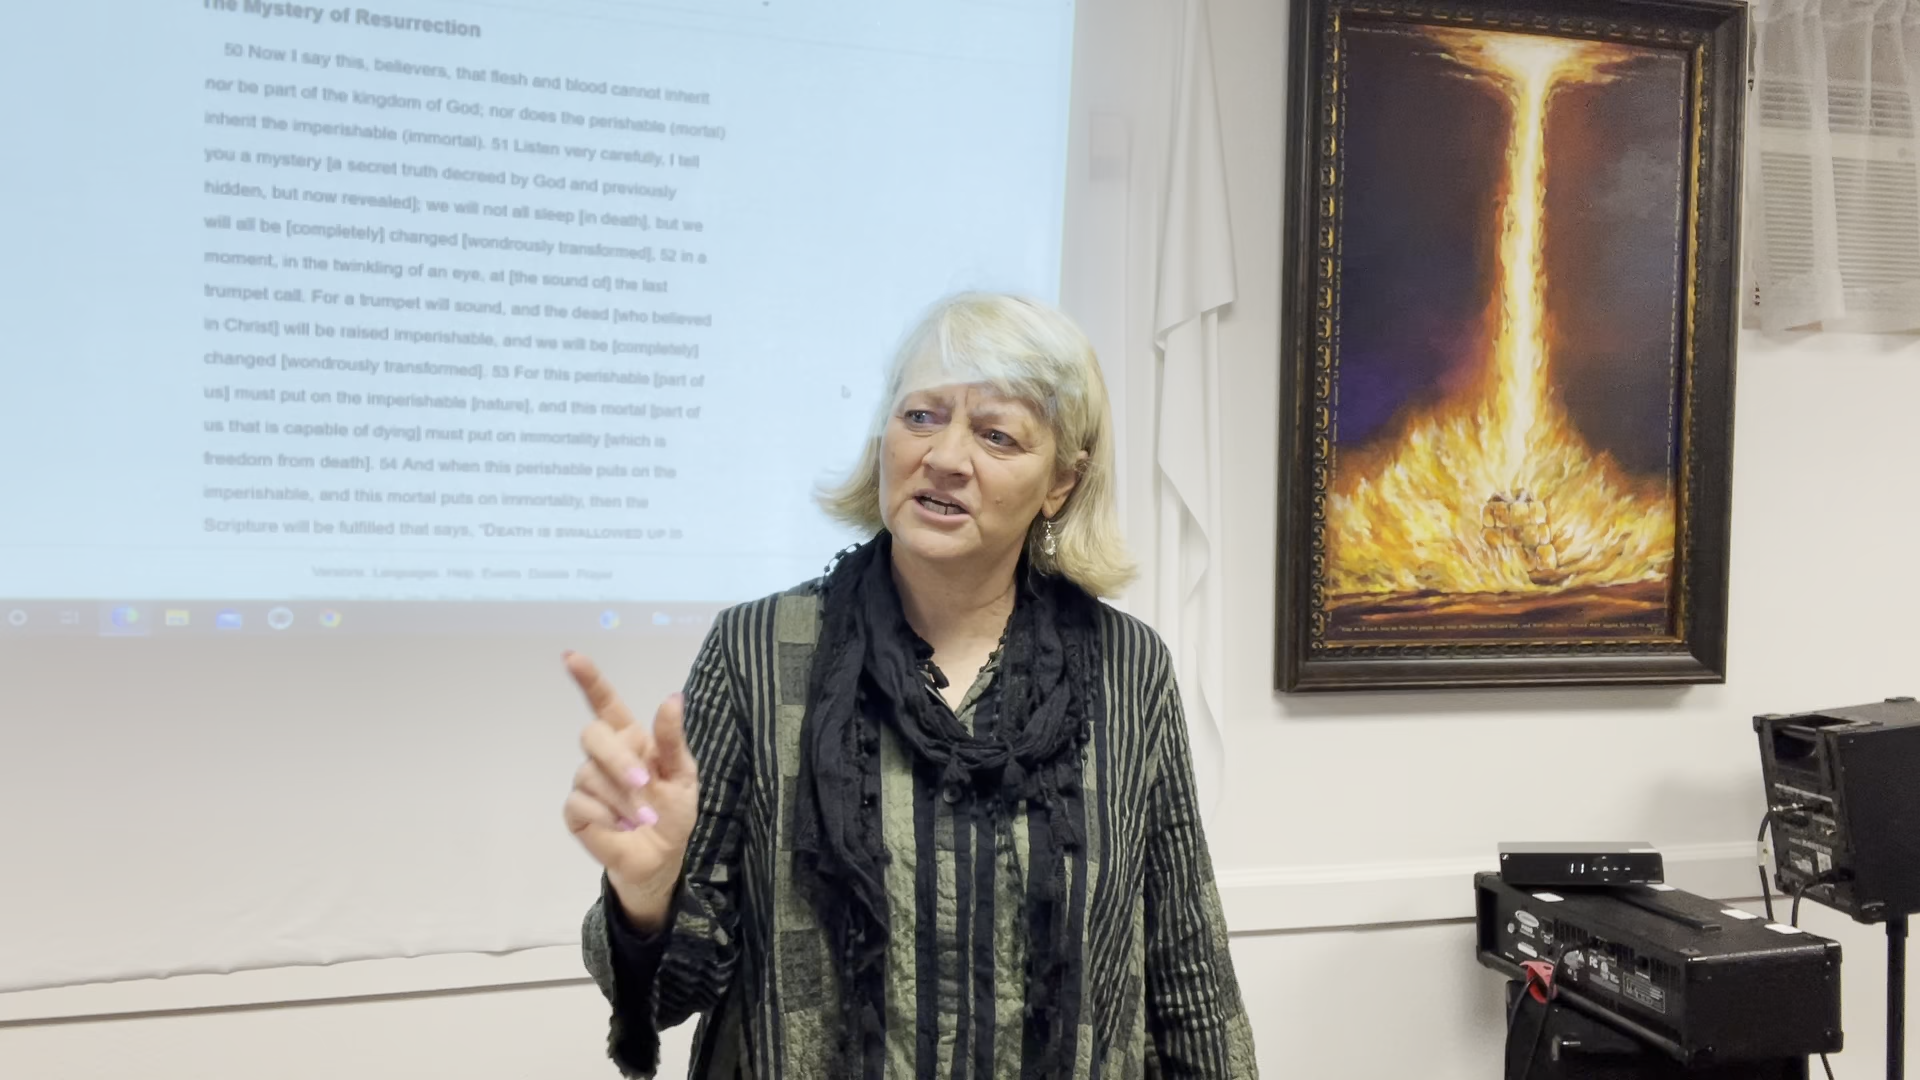 The Mystery of Resurrection
50 Now I say this, believers, that flesh and blood cannot inherit
nor be part of the kingdom of God; nor does the perishable (mortal)
inherit the imperishable (immortal). 51 Listen very carefully, I tell
you a mystery [a secret truth decreed by God and previously
hidden, but now revealed]; we will not all sleep [in death], but we
will all be [completely] changed [wondrously transformed], 52 in a
moment, in the twinkling of an eye, at [the sound of] the last
trumpet call. For a trumpet will sound, and the dead [who believed
in Christ] will be raised imperishable, and we will be [completely]
changed [wondrously transformed]. 53 For this perishable [part of
us] must put on the imperishable [nature], and this mortal [part of
us that is capable of dying] must put on immortality [which is
freedom from death]. 54 And when this perishable puts on the
imperishable, and this mortal puts on immortality, then the
Scripture will be fulfilled that says, "DEATH IS SWALLOWED UP IN
Versions Languages Help Events